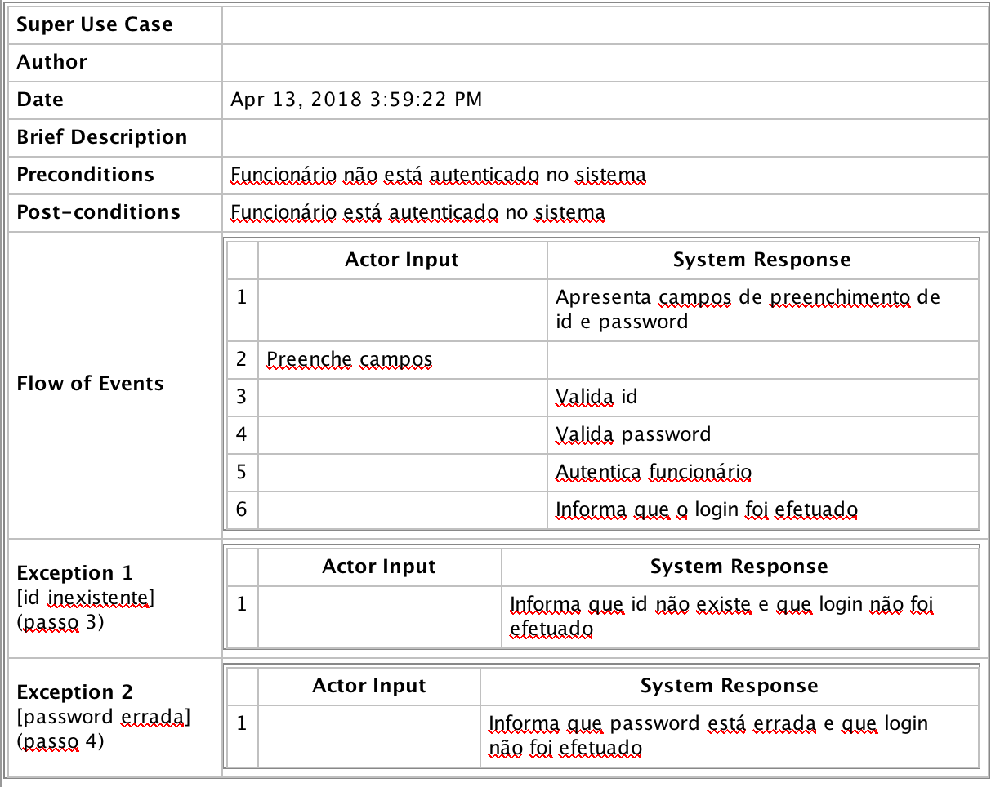 Super Use Case
Author
Date
Apr 13, 2018 3:59:22 PM
Brief Description
Preconditions
Funcionário não está autenticado no sistema
Post-conditions
Funcionário está autenticado no sistema
Flow of Events
Actor Input
System Response
1
Apresenta campos de preenchimento de
id e password
2
Preenche campos
3
Valida id
4
Valida password
5
Autentica funcionário
6
Informa que o login foi efetuado
Exception 1
[id inexistente]
(passo 3)
Actor Input
System Response
1
Informa que id não existe e que login não foi
efetuado
Exception 2
[password errada]
(passo 4)
Actor Input
System Response
1
Informa que password está errada e que login
não foi efetuado